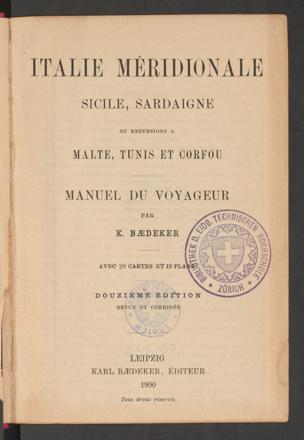 ITALIE MÉRIDIONALE
SICILE, SARDAIGNE
ET EXCURSIONS A
MALTE, TUNIS ET CORFOU
MANUEL DU VOYAGEUR
PAR
K. BÆDEKER
AVEC 28 CARTES ET 19 PLANS
BIBLIOTHEK D. EIDG. TECHNISCHEN HOCHSCHULE
ZÜRICH
DOUZIÈME ÉDITION
REVUE ET CORRIGÉE
LEIPZIG
KARL BÆDEKER, ÉDITEUR
1900
Tous droits réservés.